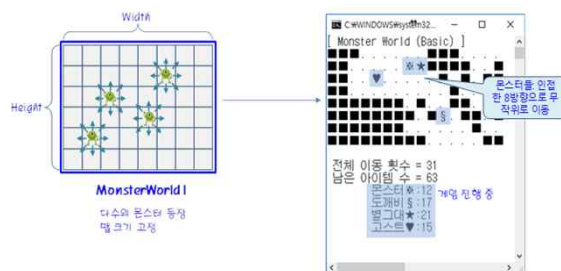 Width
Height
MonsterWorld I
다수의 몬스터 등장
맵 크기 고정
C:₩WINDOWS₩system32...
[ Monster World (Basic) ]
몬스터를 인접
한 8방향으로 무
작위로 이동
전체 이동 횟수 = 31
남은 아이템 수 = 63
몬스터※:12
도깨비§:17
별그대★:21
고스트♥:15
게임 진행 중